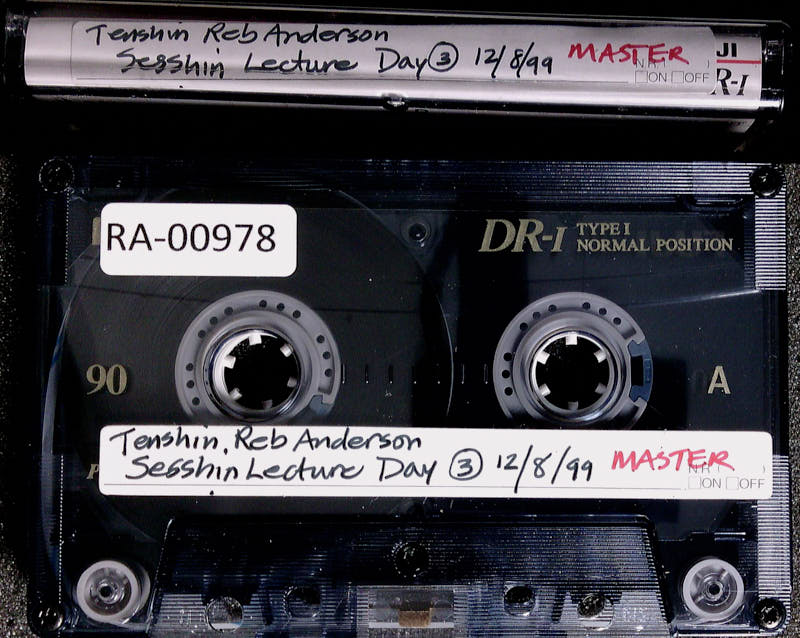 Tenshin Reb Anderson
Sesshin Lecture Day ③ 12/8/99 MASTER
JI
N.R. ( )
□ON □OFF
R-I
RA-00978
DR-I TYPE I
NORMAL POSITION
90
A
Tenshin, Reb Anderson
Sesshin Lecture Day ③ 12/8/99 MASTER
N.R. ( )
□ON □OFF